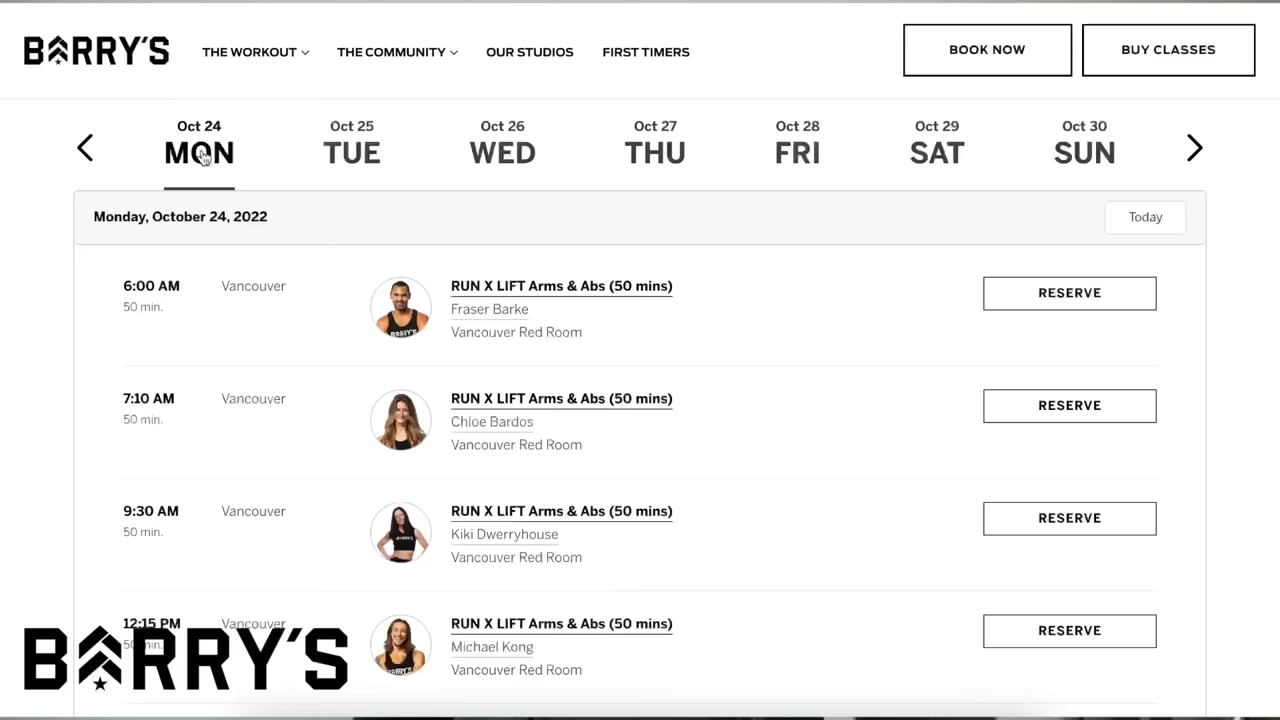 BARRY'S
THE WORKOUT
THE COMMUNITY
OUR STUDIOS
FIRST TIMERS
BOOK NOW
BUY CLASSES
Oct 24
MON
Oct 25
TUE
Oct 26
WED
Oct 27
THU
Oct 28
FRI
Oct 29
SAT
Oct 30
SUN
Monday, October 24, 2022
Today
6:00 AM
50 min.
Vancouver
RUN X LIFT Arms & Abs (50 mins)
Fraser Barke
Vancouver Red Room
RESERVE
7:10 AM
50 min.
Vancouver
RUN X LIFT Arms & Abs (50 mins)
Chloe Bardos
Vancouver Red Room
RESERVE
9:30 AM
50 min.
Vancouver
RUN X LIFT Arms & Abs (50 mins)
Kiki Dwerryhouse
Vancouver Red Room
RESERVE
12:15 PM
50 min.
Vancouver
RUN X LIFT Arms & Abs (50 mins)
Michael Kong
Vancouver Red Room
RESERVE
BARRY'S